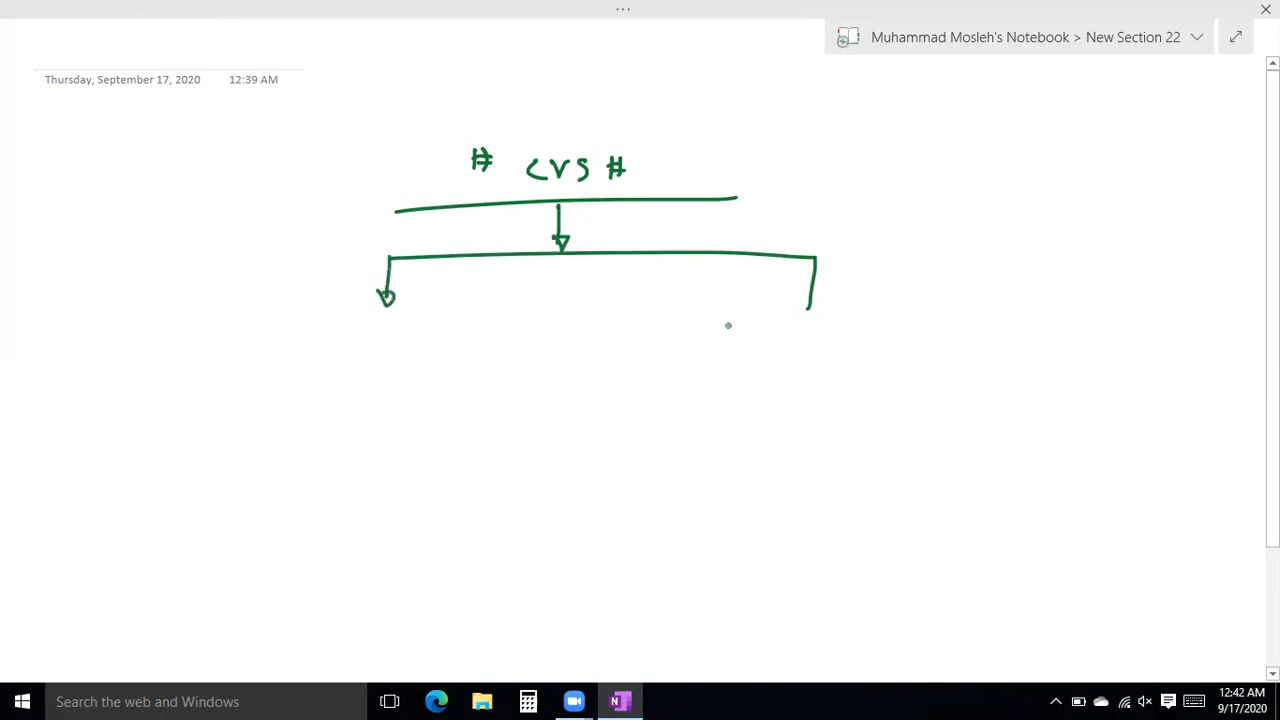 Muhammad Mosleh's Notebook > New Section 22
Thursday, September 17, 2020 12:39 AM
# CVS #
Search the web and Windows
N
12:42 AM
9/17/2020